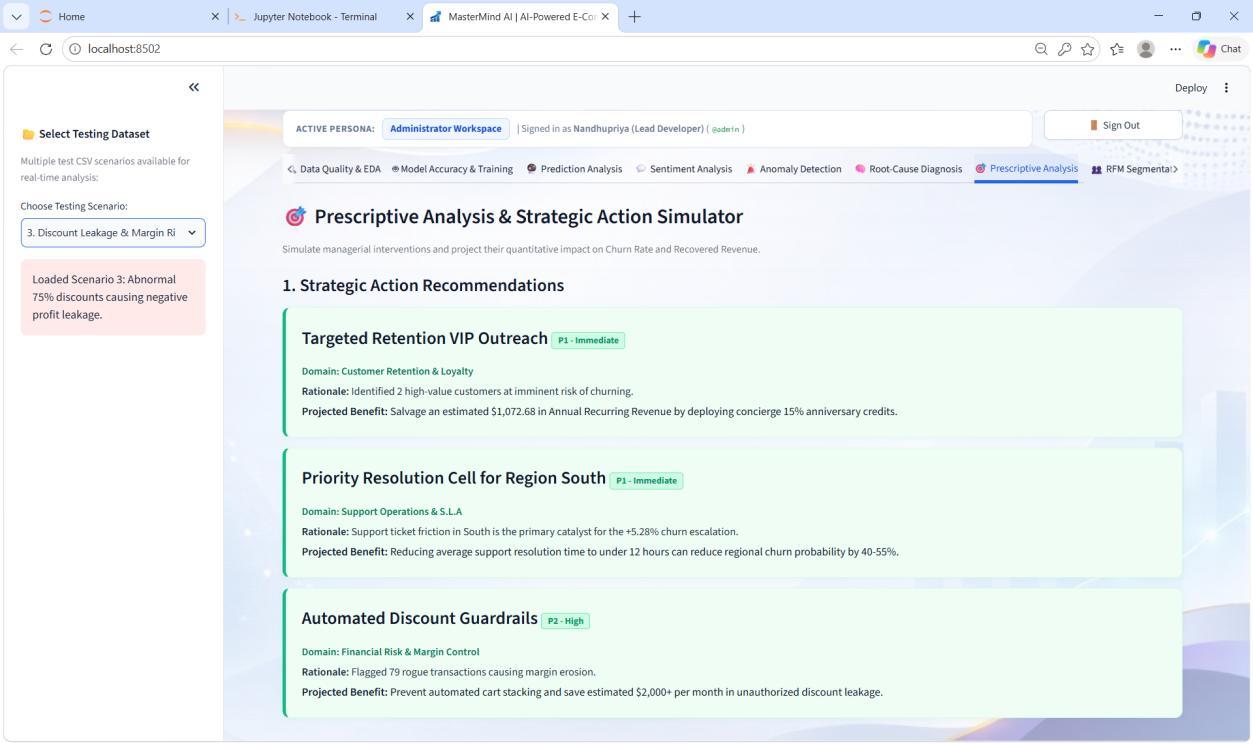 Home
Jupyter Notebook - Terminal
MasterMind AI | AI-Powered E-Cor
localhost:8502
Chat
Deploy
Select Testing Dataset
Multiple test CSV scenarios available for
real-time analysis:
Choose Testing Scenario:
3. Discount Leakage & Margin Ri
Loaded Scenario 3: Abnormal
75% discounts causing negative
profit leakage.
ACTIVE PERSONA: Administrator Workspace | Signed in as Nandhupriya (Lead Developer) ( @admin )
Sign Out
Data Quality & EDA Model Accuracy & Training Prediction Analysis Sentiment Analysis Anomaly Detection Root-Cause Diagnosis Prescriptive Analysis RFM Segmentat
Prescriptive Analysis & Strategic Action Simulator
Simulate managerial interventions and project their quantitative impact on Churn Rate and Recovered Revenue.
1. Strategic Action Recommendations
Targeted Retention VIP Outreach P1 - Immediate
Domain: Customer Retention & Loyalty
Rationale: Identified 2 high-value customers at imminent risk of churning.
Projected Benefit: Salvage an estimated $1,072.68 in Annual Recurring Revenue by deploying concierge 15% anniversary credits.
Priority Resolution Cell for Region South P1 - Immediate
Domain: Support Operations & S.L.A
Rationale: Support ticket friction in South is the primary catalyst for the +5.28% churn escalation.
Projected Benefit: Reducing average support resolution time to under 12 hours can reduce regional churn probability by 40-55%.
Automated Discount Guardrails P2 - High
Domain: Financial Risk & Margin Control
Rationale: Flagged 79 rogue transactions causing margin erosion.
Projected Benefit: Prevent automated cart stacking and save estimated $2,000+ per month in unauthorized discount leakage.